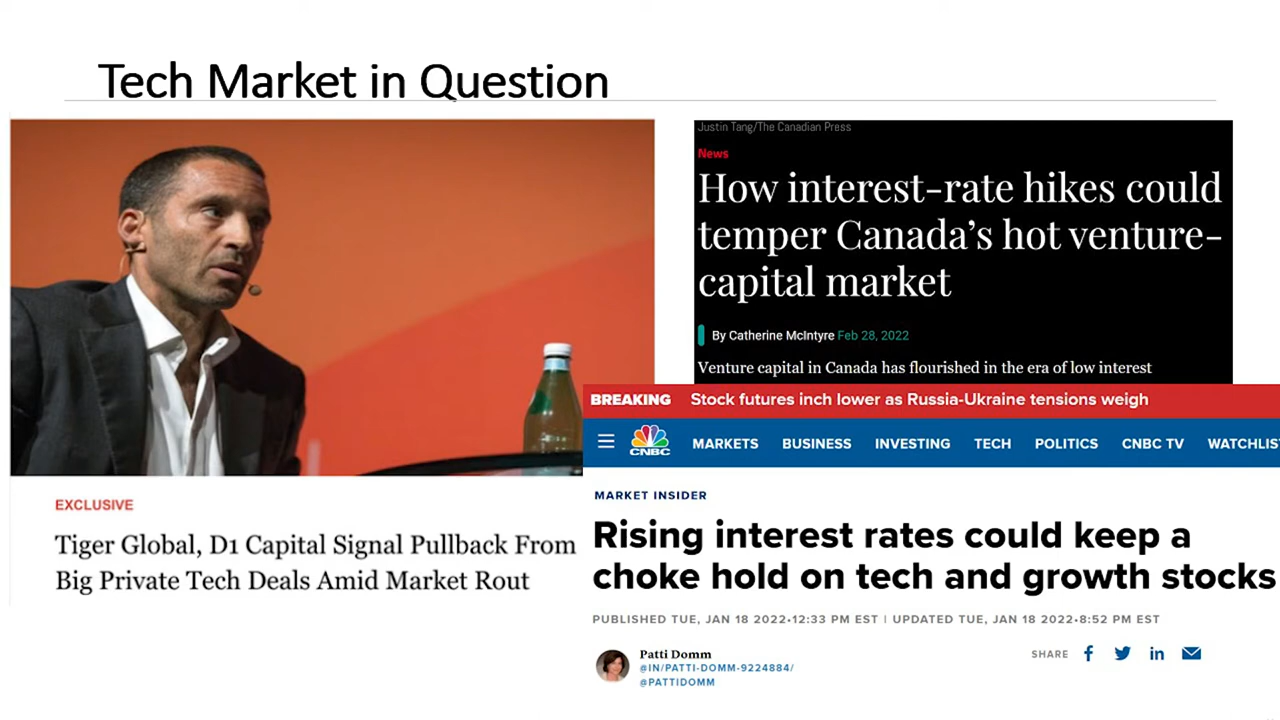 Tech Market in Question
EXCLUSIVE
Tiger Global, D1 Capital Signal Pullback From
Big Private Tech Deals Amid Market Rout
Justin Tang/The Canadian Press
News
How interest-rate hikes could
temper Canada’s hot venture-
capital market
By Catherine McIntyre Feb 28, 2022
Venture capital in Canada has flourished in the era of low interest
BREAKING Stock futures inch lower as Russia-Ukraine tensions weigh
CNBC MARKETS BUSINESS INVESTING TECH POLITICS CNBC TV WATCHLIS
MARKET INSIDER
Rising interest rates could keep a
choke hold on tech and growth stocks
PUBLISHED TUE, JAN 18 2022•12:33 PM EST | UPDATED TUE, JAN 18 2022•8:52 PM EST
Patti Domm
@IN/PATTI-DOMM-9224884/
@PATTIDOMM
SHARE